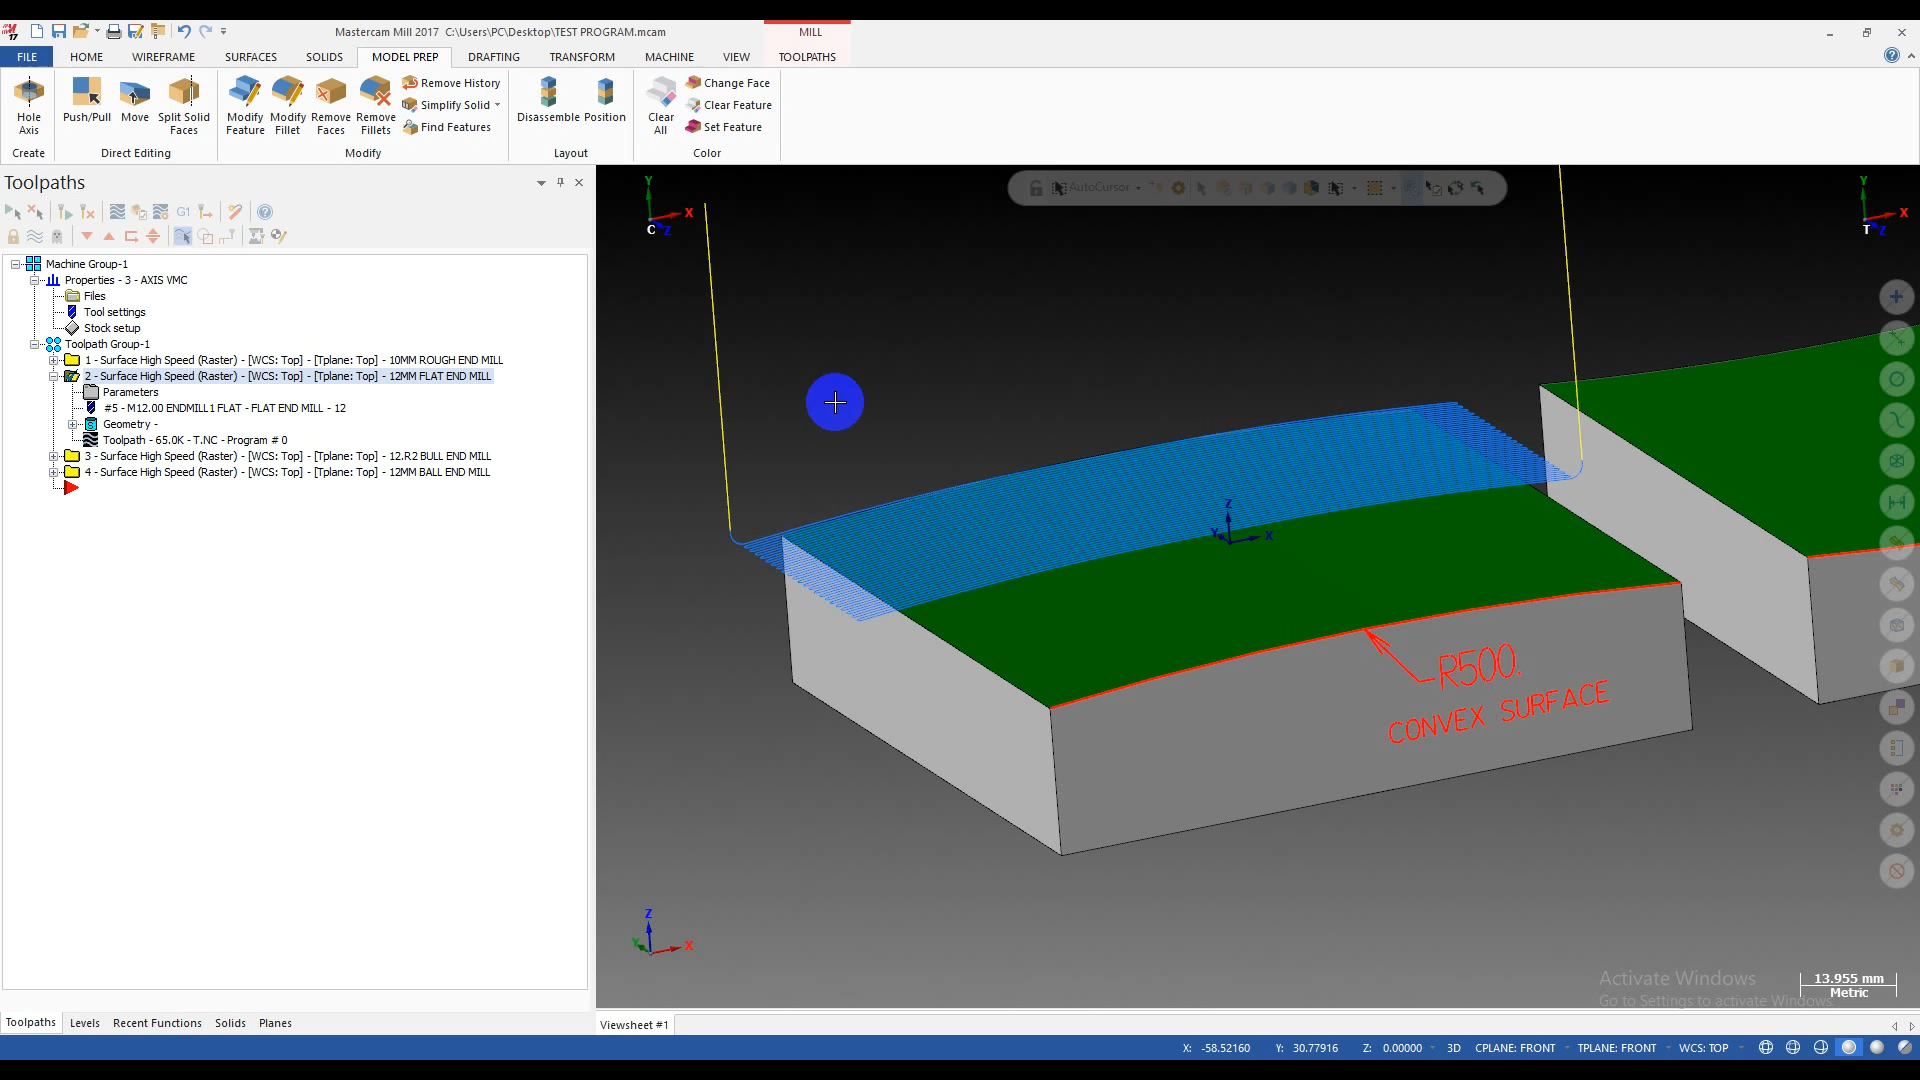 17
Mastercam Mill 2017 C:\Users\PC\Desktop\TEST PROGRAM.mcam
MILL
FILE
HOME
WIREFRAME
SURFACES
SOLIDS
MODEL PREP
DRAFTING
TRANSFORM
MACHINE
VIEW
TOOLPATHS
Hole Axis
Push/Pull
Move
Split Solid Faces
Modify Feature
Modify Fillet
Remove Faces
Remove Fillets
Remove History
Simplify Solid
Find Features
Disassemble
Position
Clear All
Change Face
Clear Feature
Set Feature
Create
Direct Editing
Modify
Layout
Color
Toolpaths
G1
Machine Group-1
Properties - 3 - AXIS VMC
Files
Tool settings
Stock setup
Toolpath Group-1
1 - Surface High Speed (Raster) - [WCS: Top] - [Tplane: Top] - 10MM ROUGH END MILL
2 - Surface High Speed (Raster) - [WCS: Top] - [Tplane: Top] - 12MM FLAT END MILL
Parameters
#5 - M12.00 ENDMILL1 FLAT - FLAT END MILL - 12
Geometry -
Toolpath - 65.0K - T.NC - Program # 0
3 - Surface High Speed (Raster) - [WCS: Top] - [Tplane: Top] - 12.R2 BULL END MILL
4 - Surface High Speed (Raster) - [WCS: Top] - [Tplane: Top] - 12MM BALL END MILL
AutoCursor
Y
X
Z
C
Y
X
Z
T
Z
Y
X
R500.
CONVEX SURFACE
Z
Y
X
Activate Windows
Go to Settings to activate Windows.
13.955 mm
Metric
Toolpaths
Levels
Recent Functions
Solids
Planes
Viewsheet #1
X: -58.52160
Y: 30.77916
Z: 0.00000
3D
CPLANE: FRONT
TPLANE: FRONT
WCS: TOP